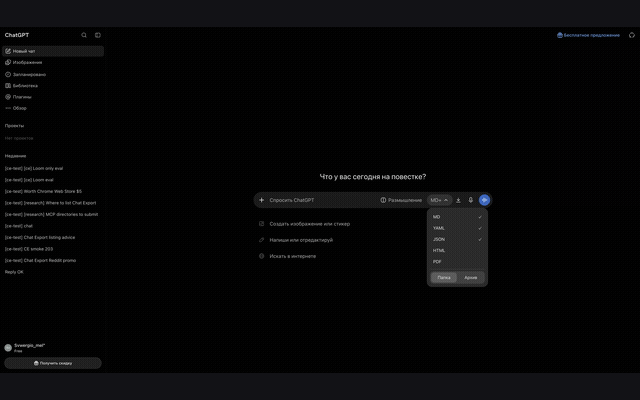 ChatGPT
Бесплатное предложение
Новый чат
Изображения
Запланировано
Библиотека
Плагины
Обзор
Проекты
Нет проектов
Недавние
[ce-test] [ce] Loom only eval
[ce-test] [ce] Loom eval
[ce-test] Worth Chrome Web Store $5
[ce-test] [research] Where to list Chat Export
[ce-test] [research] MCP directories to submit
[ce-test] chat
[ce-test] Chat Export listing advice
[ce-test] CE smoke 203
[ce-test] Chat Export Reddit promo
Reply OK
Что у вас сегодня на повестке?
Спросить ChatGPT
Размышление
MD+
Создать изображение или стикер
Напиши или отредактируй
Искать в интернете
MD
YAML
JSON
HTML
PDF
Папка
Архив
Free
Получить скидку